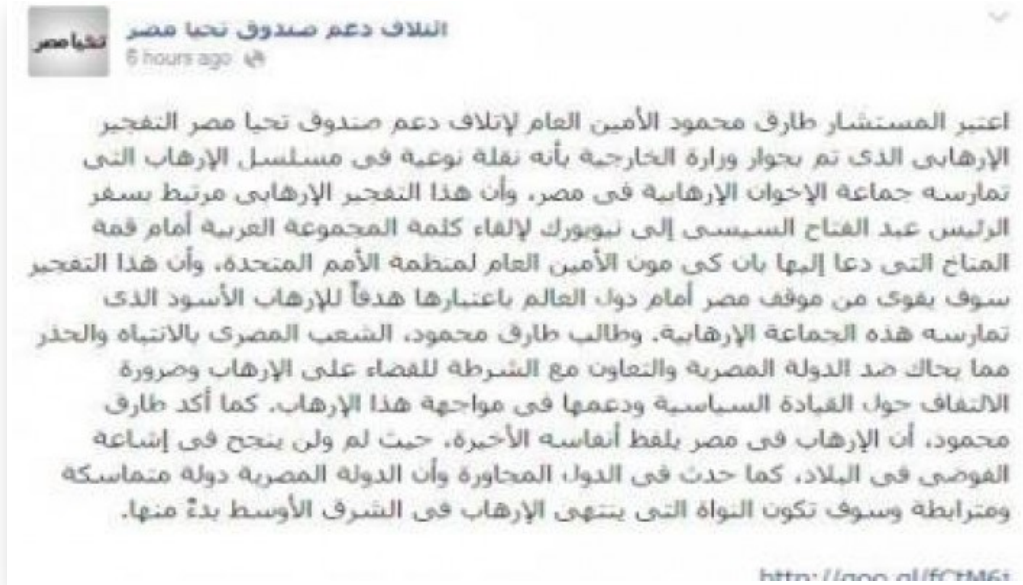 ائتلاف دعم صندوق تحيا مصر
تحيا مصر
6 hours ago
اعتبر المستشار طارق محمود الأمين العام لإتلاف دعم صندوق تحيا مصر التفجير
الإرهابى الذى تم بجوار وزارة الخارجية بأنه نقلة نوعية فى مسلسل الإرهاب التى
تمارسه جماعة الإخوان الإرهابية فى مصر، وأن هذا التفجير الإرهابى مرتبط بسفر
الرئيس عبد الفتاح السيسى إلى نيويورك لإلقاء كلمة المجموعة العربية أمام قمة
المناخ التى دعا إليها بان كى مون الأمين العام لمنظمة الأمم المتحدة، وأن هذا التفجير
سوف يقوى من موقف مصر أمام دول العالم باعتبارها هدفاً للإرهاب الأسود الذى
تمارسه هذه الجماعة الإرهابية. وطالب طارق محمود، الشعب المصرى بالانتباه والحذر
مما يحاك ضد الدولة المصرية والتعاون مع الشرطة للقضاء على الإرهاب وضرورة
الالتفاف حول القيادة السياسية ودعمها فى مواجهة هذا الإرهاب، كما أكد طارق
محمود، أن الإرهاب فى مصر يلفظ أنفاسه الأخيرة، حيث لم ولن ينجح فى إشاعة
الفوضى فى البلاد، كما حدث فى الدول المجاورة وأن الدولة المصرية دولة متماسكة
ومترابطة وسوف تكون النواة التى ينتهى الإرهاب فى الشرق الأوسط بدءً منها.